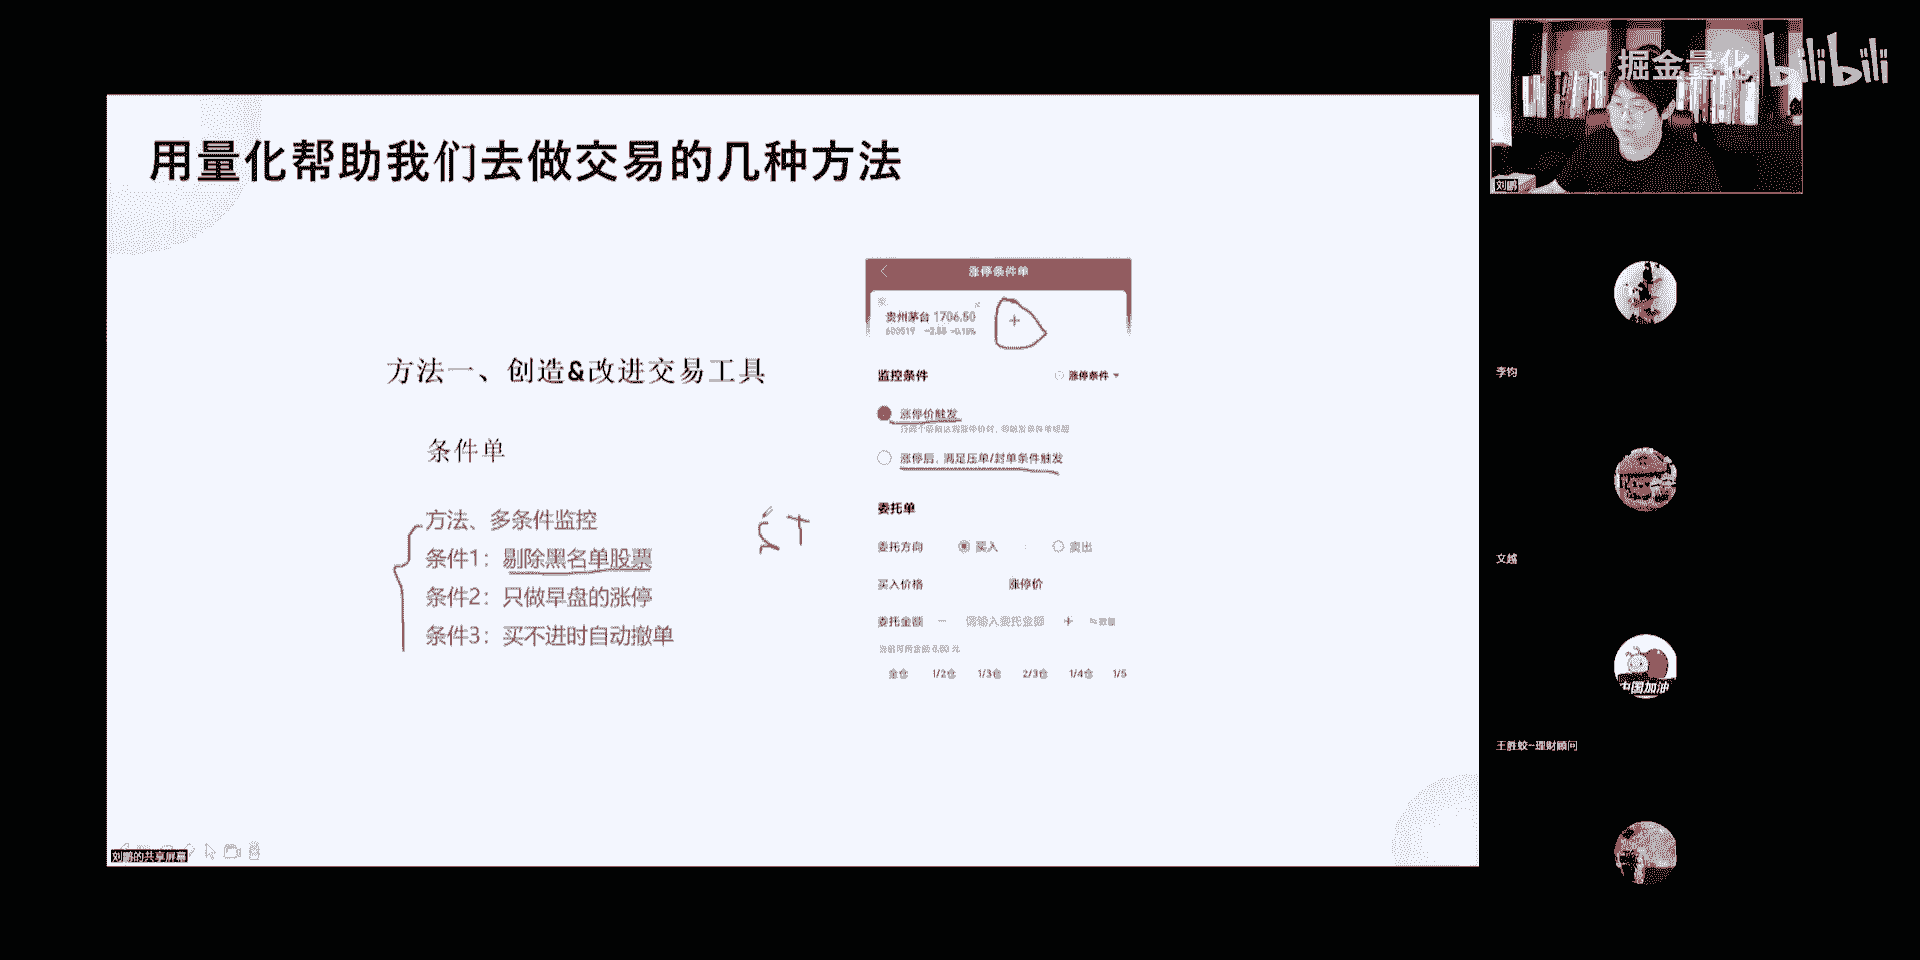 掘金量化 bilibili
刘鹏
用量化帮助我们去做交易的几种方法
方法一、创造&改进交易工具
条件单
方法、多条件监控
条件1：剔除黑名单股票
条件2：只做早盘的涨停
条件3：买不进时自动撤单
ST
涨停条件单
贵州茅台 1706.50
600519
监控条件
涨停条件
涨停价触发
涨停后，满足压单/封单条件触发
委托单
委托方向 买入 卖出
买入价格 涨停价
委托金额 － 请输入委托金额 +
全仓 1/2仓 1/3仓 2/3仓 1/4仓 1/5
刘鹏的共享屏幕
李钧
文越
中国加油
王胜蛟--理财顾问